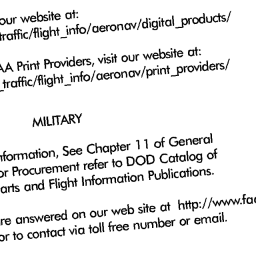 our website at:
traffic/flight_info/aeronav/digital_products/
AA Print Providers, visit our website at:
_traffic/flight_info/aeronav/print_providers/
MILITARY
nformation, See Chapter 11 of General
or Procurement refer to DOD Catalog of
arts and Flight Information Publications.
re answered on our web site at http://www.faa
or to contact via toll free number or email.